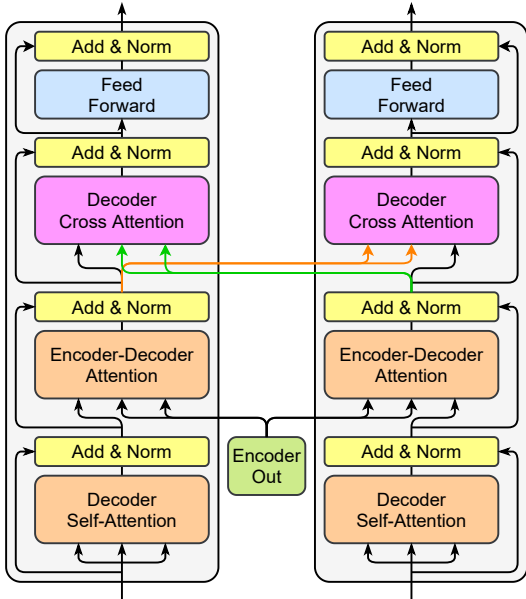 Add & Norm
Feed
Forward
Add & Norm
Decoder
Cross Attention
Add & Norm
Encoder-Decoder
Attention
Add & Norm
Decoder
Self-Attention
Encoder
Out
Add & Norm
Feed
Forward
Add & Norm
Decoder
Cross Attention
Add & Norm
Encoder-Decoder
Attention
Add & Norm
Decoder
Self-Attention